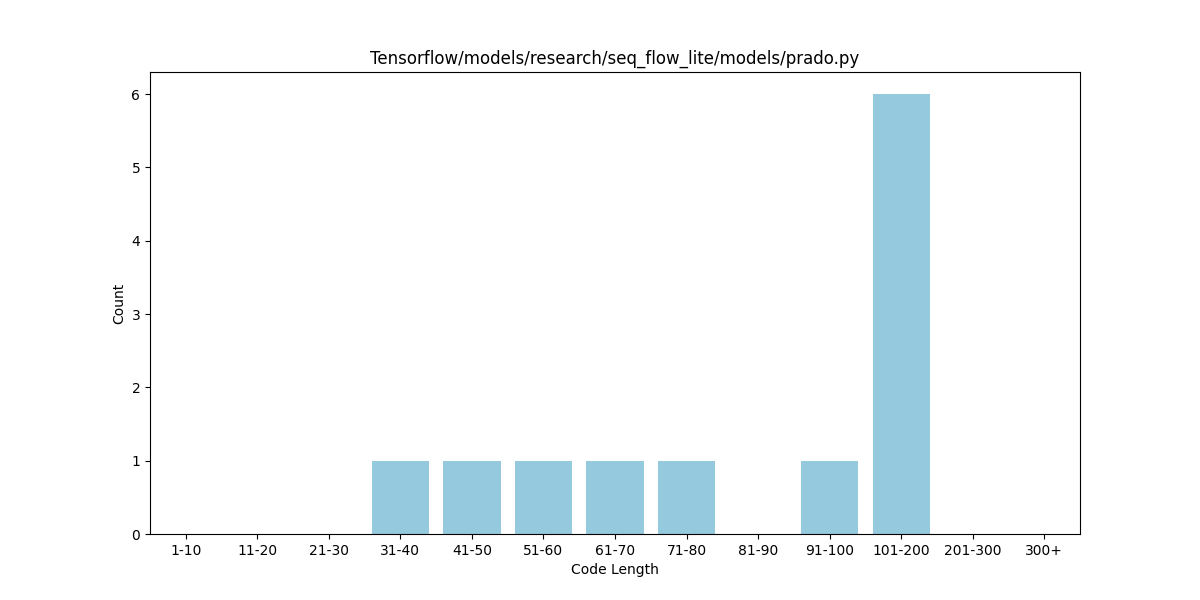 Tensorflow/models/research/seq_flow_lite/models/prado.py
6
5
4
3
2
1
0
Count
1-10 11-20 21-30 31-40 41-50 51-60 61-70 71-80 81-90 91-100 101-200 201-300 300+
Code Length